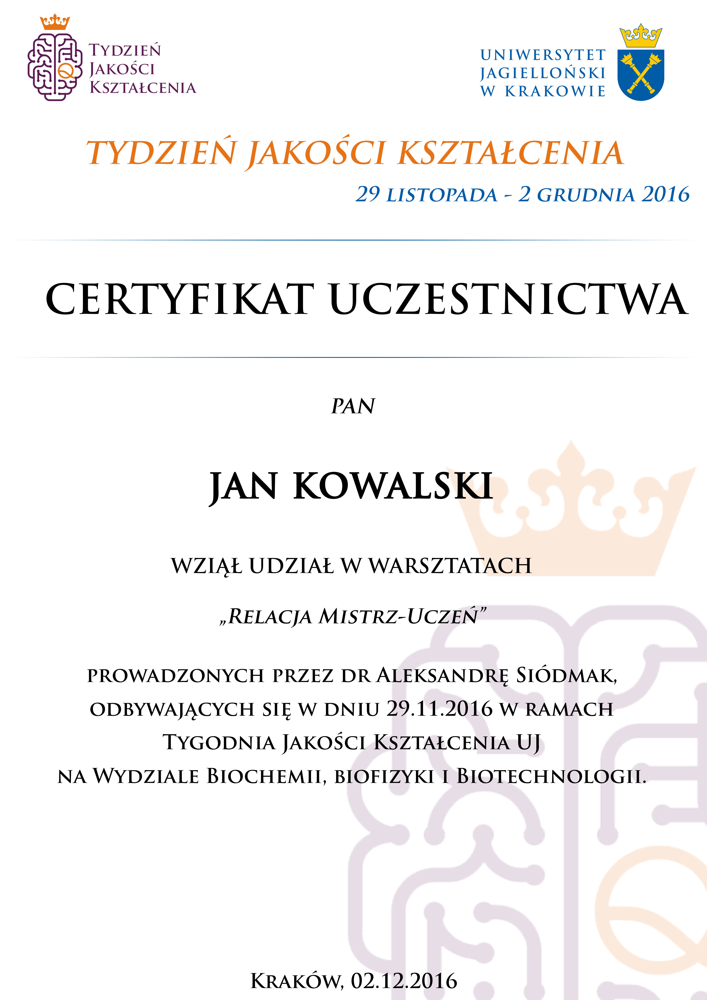 Tydzień
Jakości
Kształcenia
UNIWERSYTET
JAGIELLOŃSKI
W KRAKOWIE
TYDZIEŃ JAKOŚCI KSZTAŁCENIA
29 LISTOPADA - 2 GRUDNIA 2016
CERTYFIKAT UCZESTNICTWA
PAN
JAN KOWALSKI
WZIĄŁ UDZIAŁ W WARSZTATACH
„Relacja Mistrz-Uczeń”
prowadzonych przez dr Aleksandrę Siódmak,
odbywających się w dniu 29.11.2016 w ramach
Tygodnia Jakości Kształcenia UJ
na Wydziale Biochemii, biofizyki i Biotechnologii.
Kraków, 02.12.2016